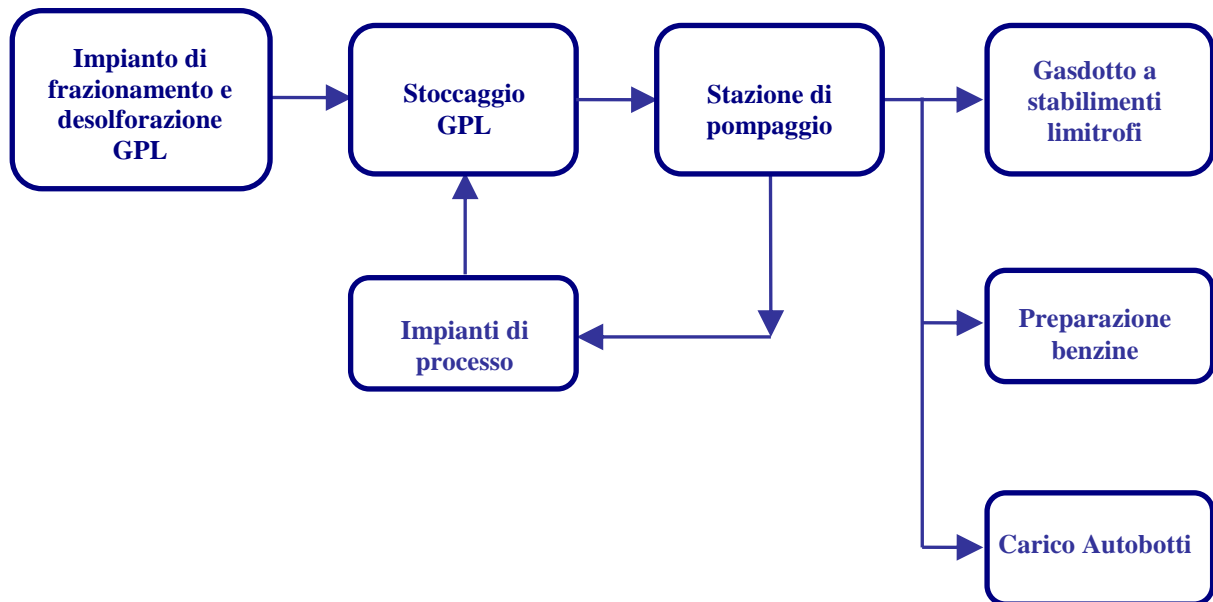 Impianto di
frazionamento e
desolforazione
GPL
Stoccaggio
GPL
Stazione di
pompaggio
Gasdotto a
stabilimenti
limitrofi
Impianti di
processo
Preparazione
benzine
Carico Autobotti